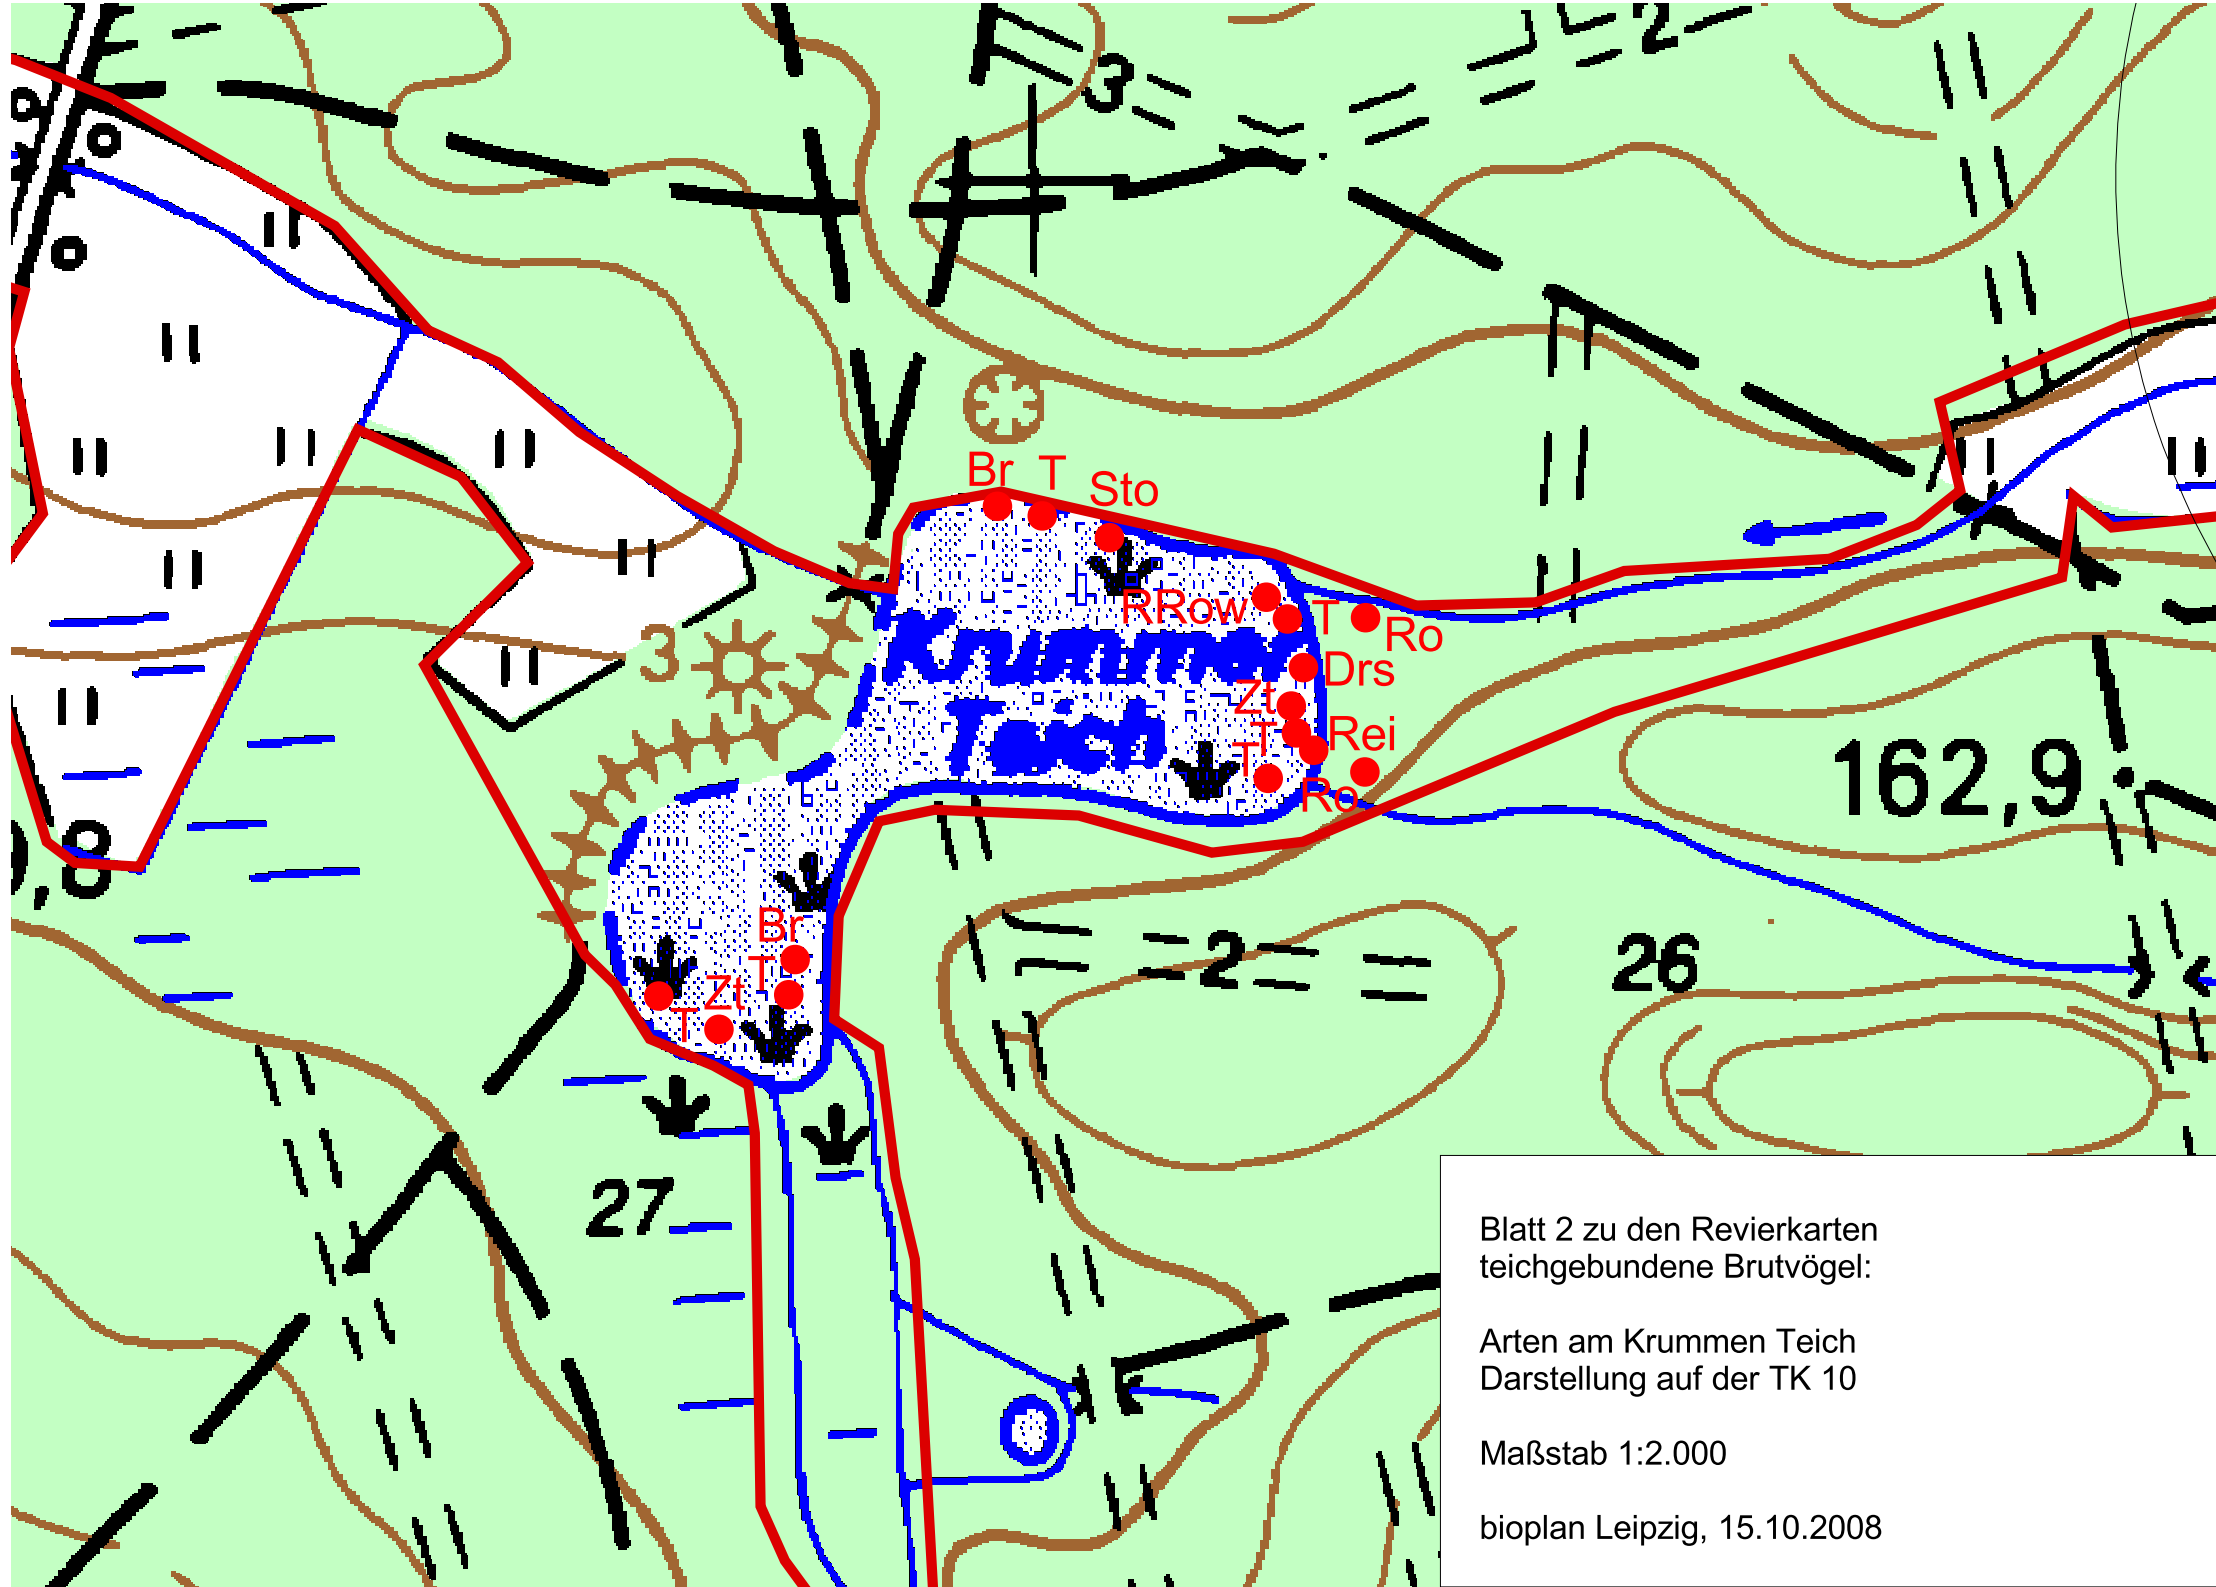 3
2
Br T Sto
RRow T Ro
Krummer
Drs
Zt
Teich
T Rei
T
Ro
3
162,9
0,8
Br
T
Zt
T
2
26
27
Blatt 2 zu den Revierkarten
teichgebundene Brutvögel:
Arten am Krummen Teich
Darstellung auf der TK 10
Maßstab 1:2.000
bioplan Leipzig, 15.10.2008